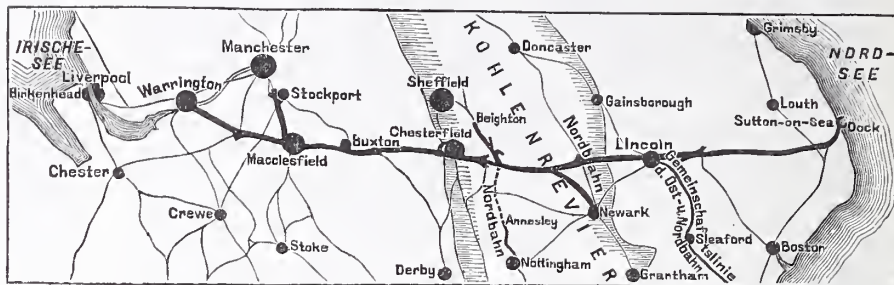 IRISCHE-
SEE
Liverpool
Birkenhead
Warrington
Manchester
Stockport
Macclesfield
Buxton
Chester
Crewe
Stoke
Sheffield
Beighton
Chesterfield
Derby
KOHLENREVIER
Nordbahn
Annesley
Nottingham
Doncaster
Nordbahn
Gainsborough
Lincoln
Newark
Grantham
Gemeinschaftslinie
d. Ost-u. Nordbahn
Sleaford
Boston
Grimsby
Louth
Sutton-on-Sea
Dock
NORD-
SEE